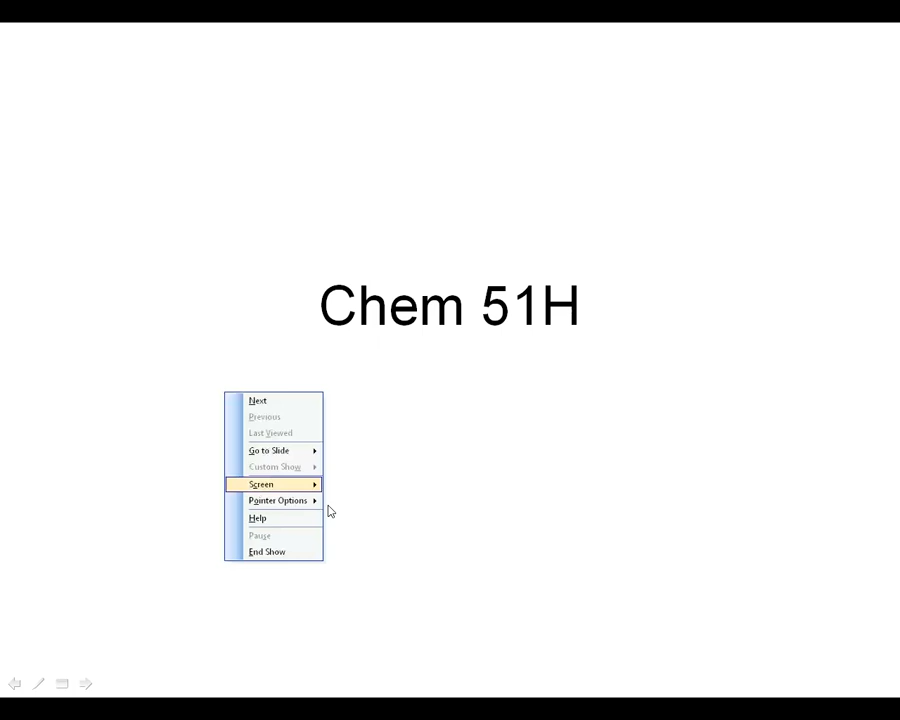 Chem 51H
Next
Previous
Last Viewed
Go to Slide
Custom Show
Screen
Pointer Options
Help
Pause
End Show